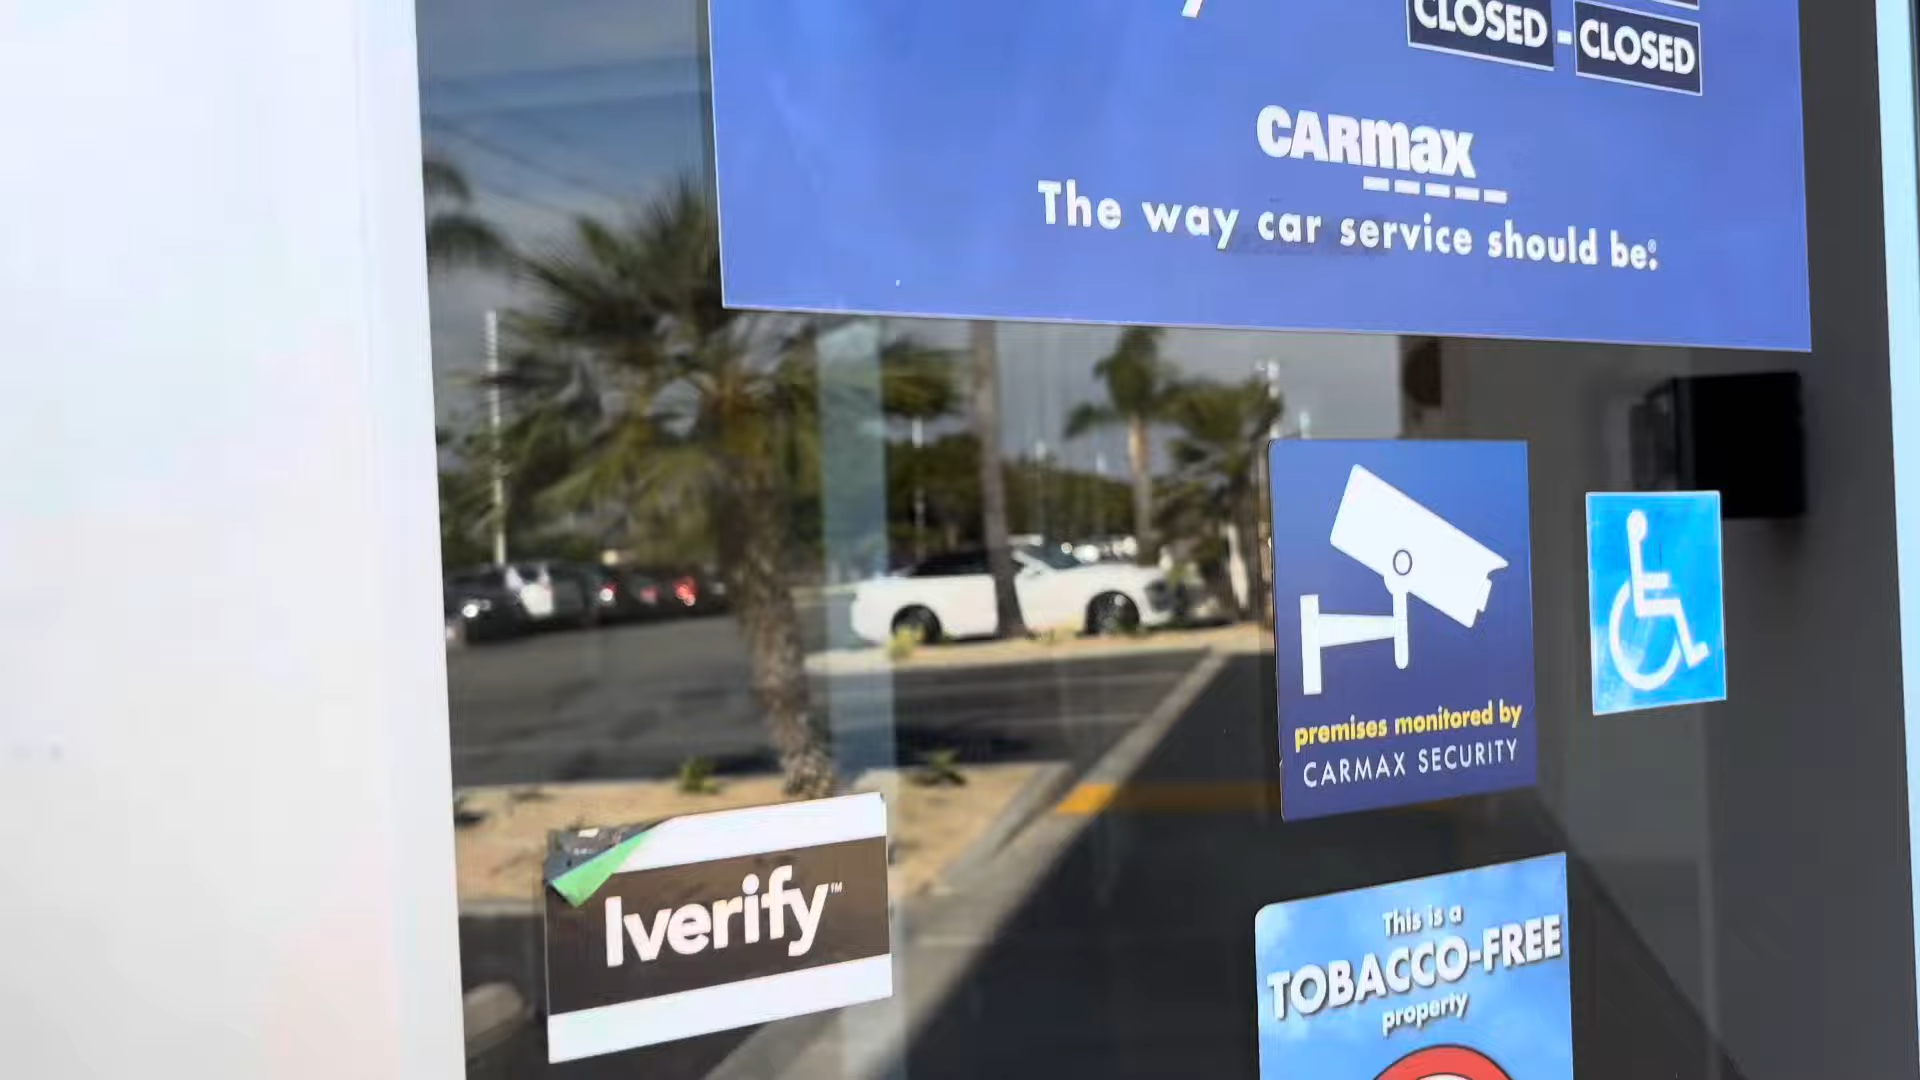 CLOSED - CLOSED
CARMAX
The way car service should be.®
premises monitored by
CARMAX SECURITY
Iverify™
This is a
TOBACCO-FREE
property